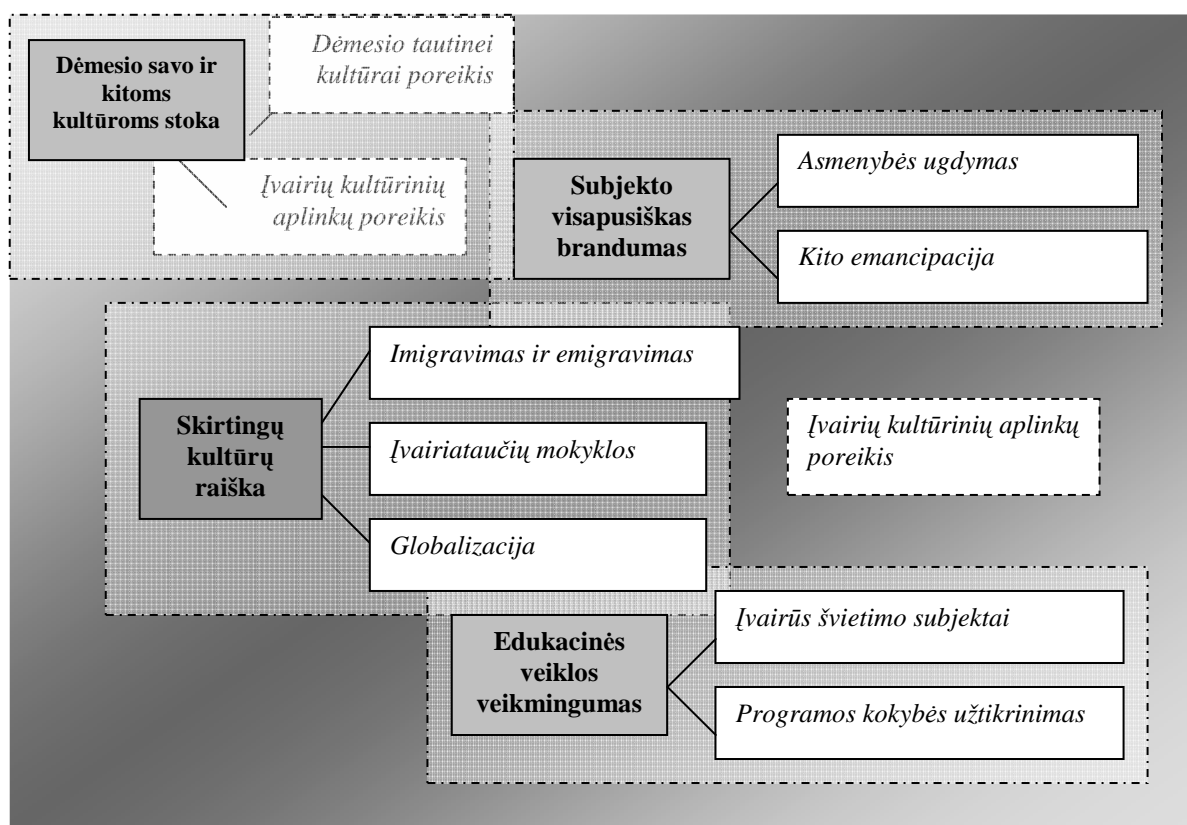 Dėmesio savo ir
kitoms
kultūroms stoka
Dėmesio tautinei
kultūrai poreikis
Įvairių kultūrinių
aplinkų poreikis
Subjekto
visapusiškas
brandumas
Asmenybės ugdymas
Kito emancipacija
Skirtingų
kultūrų
raiška
Imigravimas ir emigravimas
Įvairiataučių mokyklos
Globalizacija
Įvairių kultūrinių aplinkų
poreikis
Edukacinės
veiklos
veikmingumas
Įvairūs švietimo subjektai
Programos kokybės užtikrinimas